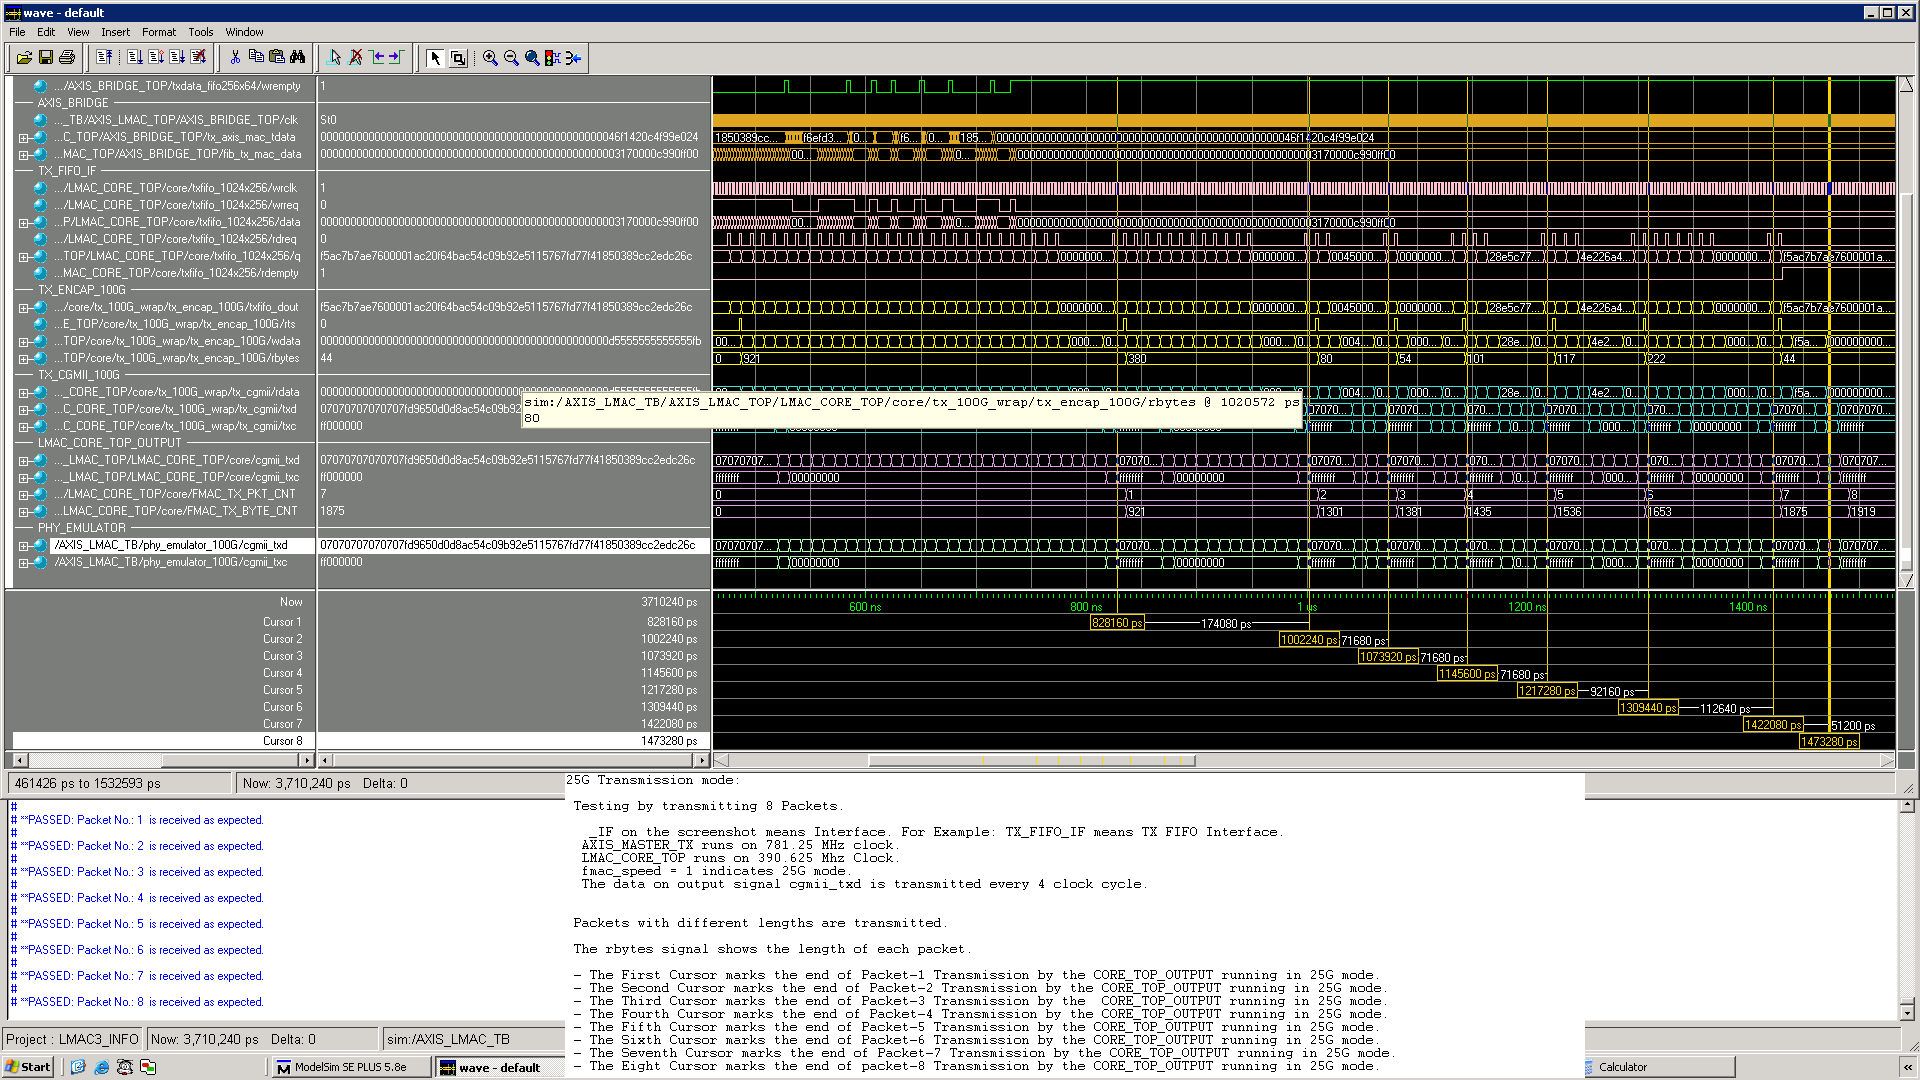 wave - default
File Edit View Insert Format Tools Window
.../AXIS_BRIDGE_TOP/txdata_fifo256x64/wrempty 1
AXIS_BRIDGE
..._TB/AXIS_LMAC_TOP/AXIS_BRIDGE_TOP/clk St0
...C_TOP/AXIS_BRIDGE_TOP/tx_axis_mac_tdata
...MAC_TOP/AXIS_BRIDGE_TOP/fib_tx_mac_data
TX_FIFO_IF
.../LMAC_CORE_TOP/core/txfifo_1024x256/wrclk 1
.../LMAC_CORE_TOP/core/txfifo_1024x256/wrreq 0
...P/LMAC_CORE_TOP/core/txfifo_1024x256/data
.../LMAC_CORE_TOP/core/txfifo_1024x256/rdreq 0
...TOP/LMAC_CORE_TOP/core/txfifo_1024x256/q f5ac7b7ae7600001ac20f64bac54c09b92e5115767fd77f41850389cc2edc26c
...MAC_CORE_TOP/core/txfifo_1024x256/rdempty 1
TX_ENCAP_100G
.../core/tx_100G_wrap/tx_encap_100G/txfifo_dout f5ac7b7ae7600001ac20f64bac54c09b92e5115767fd77f41850389cc2edc26c
...E_TOP/core/tx_100G_wrap/tx_encap_100G/rts 0
...TOP/core/tx_100G_wrap/tx_encap_100G/wdata
...TOP/core/tx_100G_wrap/tx_encap_100G/rbytes 44 0 921 380 80 54 101 117 222 44
TX_CGMII_100G
..._CORE_TOP/core/tx_100G_wrap/tx_cgmii/rdata
...C_CORE_TOP/core/tx_100G_wrap/tx_cgmii/txd
...C_CORE_TOP/core/tx_100G_wrap/tx_cgmii/txc ff000000
sim:/AXIS_LMAC_TB/AXIS_LMAC_TOP/LMAC_CORE_TOP/core/tx_100G_wrap/tx_encap_100G/rbytes @ 1020572 ps
80
LMAC_CORE_TOP_OUTPUT
..._LMAC_TOP/LMAC_CORE_TOP/core/cgmii_txd 07070707070707fd9650d0d8ac54c09b92e5115767fd77f41850389cc2edc26c
..._LMAC_TOP/LMAC_CORE_TOP/core/cgmii_txc ff000000
.../LMAC_CORE_TOP/core/FMAC_TX_PKT_CNT 7 0 1 2 3 4 5 6 7 8
...LMAC_CORE_TOP/core/FMAC_TX_BYTE_CNT 1875 0 921 1301 1381 1435 1536 1653 1875 1919
PHY_EMULATOR
/AXIS_LMAC_TB/phy_emulator_100G/cgmii_txd 07070707070707fd9650d0d8ac54c09b92e5115767fd77f41850389cc2edc26c
/AXIS_LMAC_TB/phy_emulator_100G/cgmii_txc ff000000
Now 3710240 ps 600 ns 800 ns 1 us 1200 ns 1400 ns
Cursor 1 828160 ps 828160 ps 174080 ps
Cursor 2 1002240 ps 1002240 ps 71680 ps
Cursor 3 1073920 ps 1073920 ps 71680 ps
Cursor 4 1145600 ps 1145600 ps 71680 ps
Cursor 5 1217280 ps 1217280 ps 92160 ps
Cursor 6 1309440 ps 1309440 ps 112640 ps
Cursor 7 1422080 ps 1422080 ps 51200 ps
Cursor 8 1473280 ps 1473280 ps
461426 ps to 1532593 ps Now: 3,710,240 ps Delta: 0
#
# **PASSED: Packet No.: 1 is received as expected.
#
# **PASSED: Packet No.: 2 is received as expected.
#
# **PASSED: Packet No.: 3 is received as expected.
#
# **PASSED: Packet No.: 4 is received as expected.
#
# **PASSED: Packet No.: 5 is received as expected.
#
# **PASSED: Packet No.: 6 is received as expected.
#
# **PASSED: Packet No.: 7 is received as expected.
#
# **PASSED: Packet No.: 8 is received as expected.
25G Transmission mode:
Testing by transmitting 8 Packets.
_IF on the screenshot means Interface. For Example: TX_FIFO_IF means TX FIFO Interface.
AXIS_MASTER_TX runs on 781.25 MHz clock.
LMAC_CORE_TOP runs on 390.625 Mhz Clock.
fmac_speed = 1 indicates 25G mode.
The data on output signal cgmii_txd is transmitted every 4 clock cycle.
Packets with different lengths are transmitted.
The rbytes signal shows the length of each packet.
- The First Cursor marks the end of Packet-1 Transmission by the CORE_TOP_OUTPUT running in 25G mode.
- The Second Cursor marks the end of Packet-2 Transmission by the CORE_TOP_OUTPUT running in 25G mode.
- The Third Cursor marks the end of Packet-3 Transmission by the CORE_TOP_OUTPUT running in 25G mode.
- The Fourth Cursor marks the end of Packet-4 Transmission by the CORE_TOP_OUTPUT running in 25G mode.
- The Fifth Cursor marks the end of Packet-5 Transmission by the CORE_TOP_OUTPUT running in 25G mode.
- The Sixth Cursor marks the end of Packet-6 Transmission by the CORE_TOP_OUTPUT running in 25G mode.
- The Seventh Cursor marks the end of Packet-7 Transmission by the CORE_TOP_OUTPUT running in 25G mode.
- The Eight Cursor marks the end of packet-8 Transmission by the CORE_TOP_OUTPUT running in 25G mode.
Project : LMAC3_INFO Now: 3,710,240 ps Delta: 0 sim:/AXIS_LMAC_TB
Start ModelSim SE PLUS 5.8e wave - default Calculator